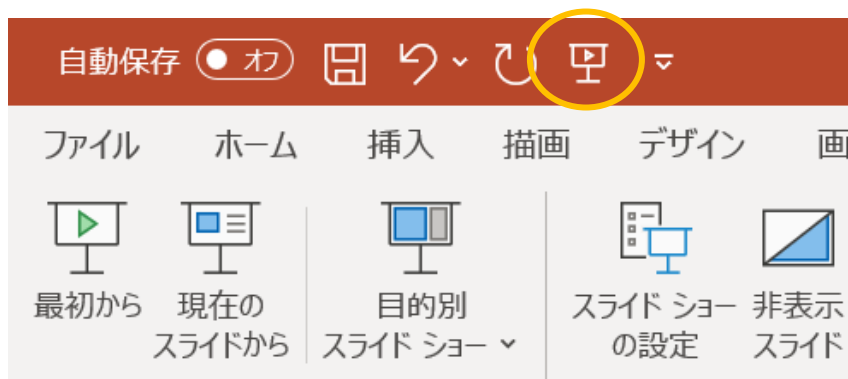 自動保存 オフ
ファイル ホーム 挿入 描画 デザイン 画
最初から 現在の 目的別 スライド ショー 非表示
スライドから スライド ショー の設定 スライド